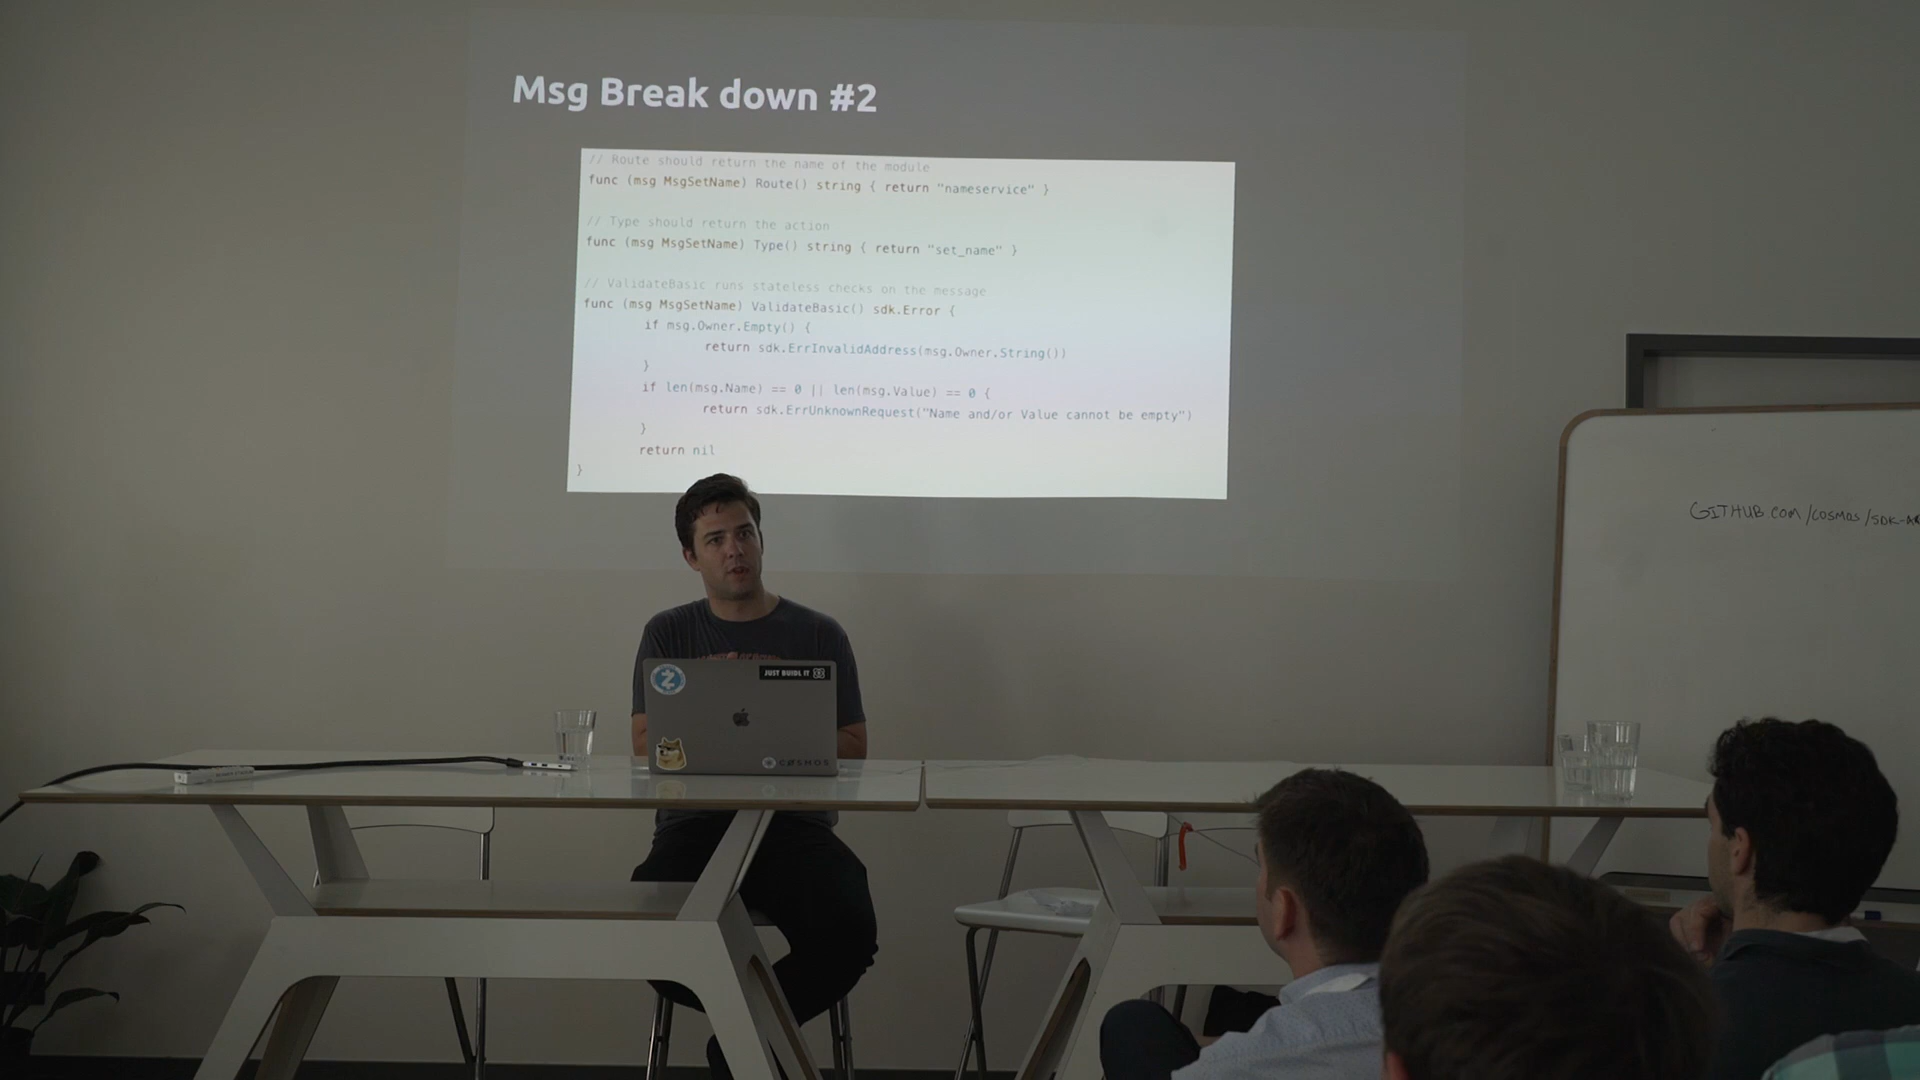 Msg Break down #2
// Route should return the name of the module
func (msg MsgSetName) Route() string { return "nameservice" }
// Type should return the action
func (msg MsgSetName) Type() string { return "set_name" }
// ValidateBasic runs stateless checks on the message
func (msg MsgSetName) ValidateBasic() sdk.Error {
if msg.Owner.Empty() {
return sdk.ErrInvalidAddress(msg.Owner.String())
}
if len(msg.Name) == 0 || len(msg.Value) == 0 {
return sdk.ErrUnknownRequest("Name and/or Value cannot be empty")
}
return nil
}
GITHUB.com/cosmos/SDK-
JUST BUIDL IT
COSMOS